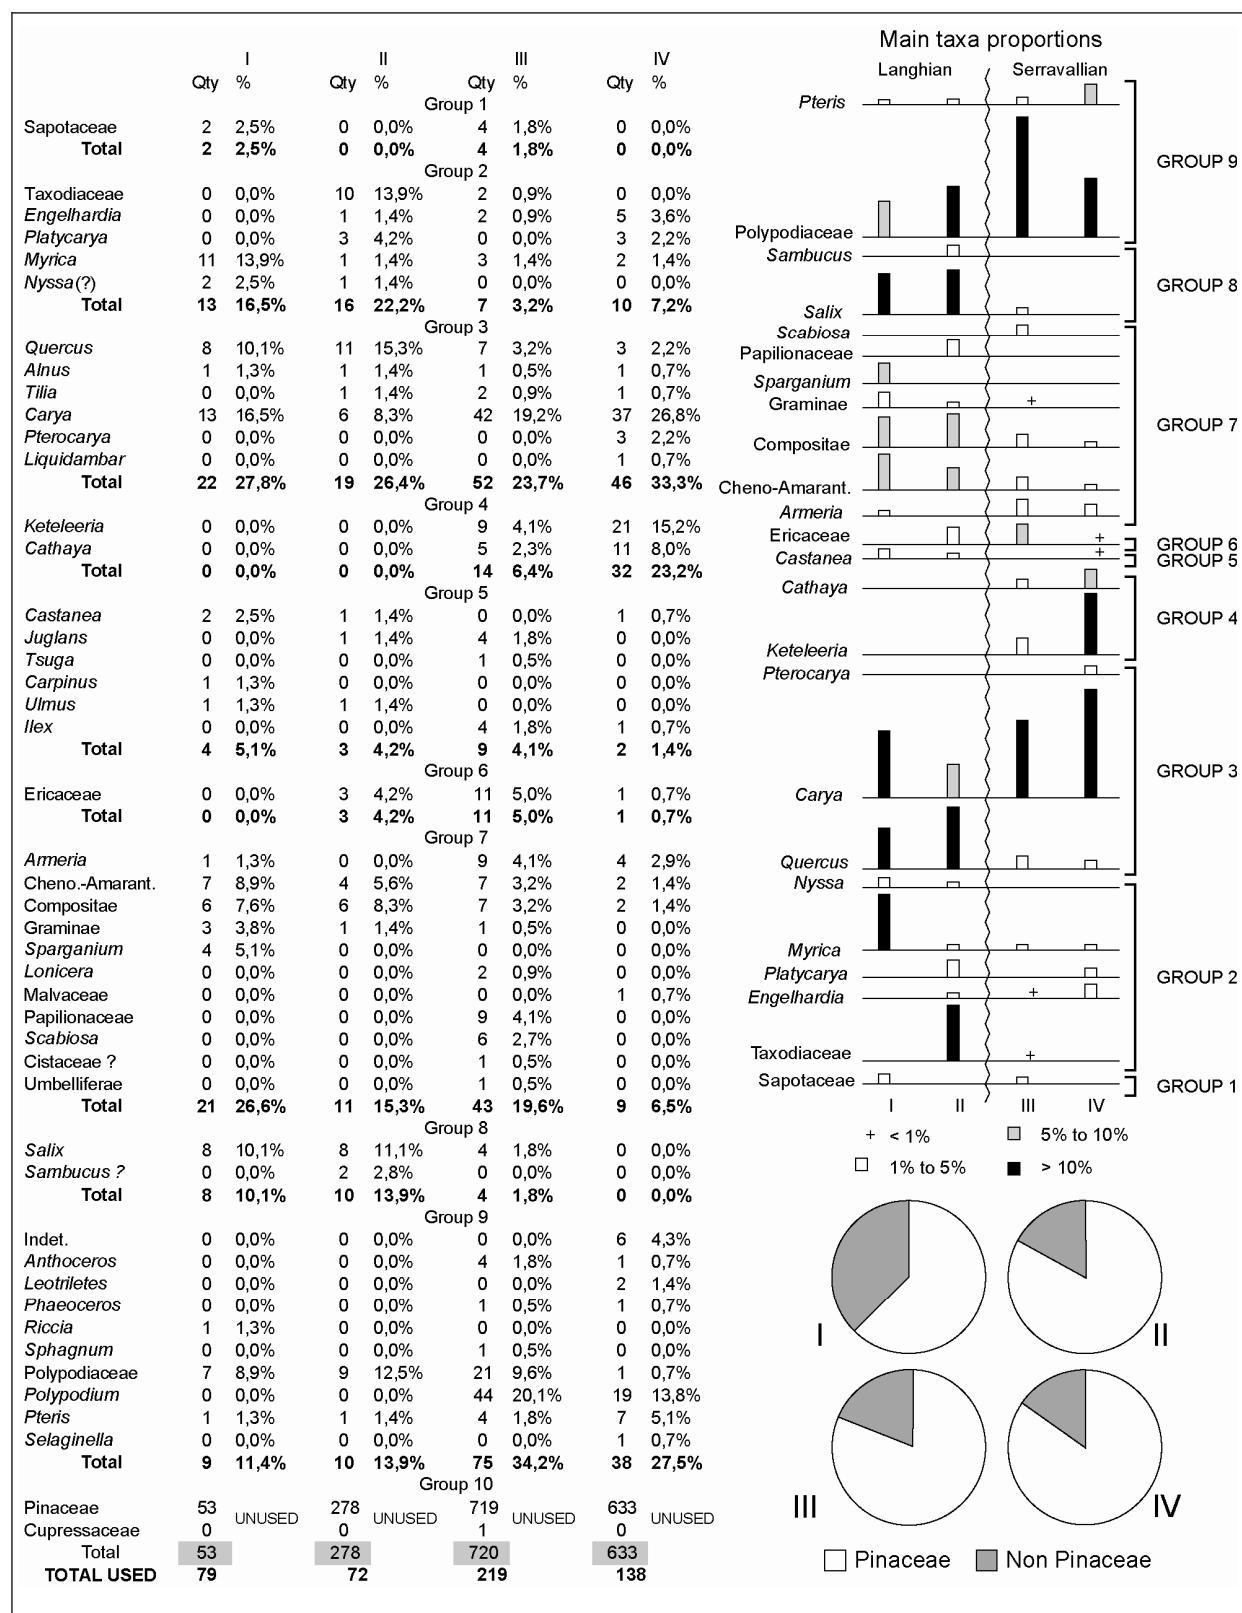 I II III IV
Qty % Qty % Qty % Qty %
Group 1
Sapotaceae 2 2,5% 0 0,0% 4 1,8% 0 0,0%
Total 2 2,5% 0 0,0% 4 1,8% 0 0,0%
Group 2
Taxodiaceae 0 0,0% 10 13,9% 2 0,9% 0 0,0%
Engelhardia 0 0,0% 1 1,4% 2 0,9% 5 3,6%
Platycarya 0 0,0% 3 4,2% 0 0,0% 3 2,2%
Myrica 11 13,9% 1 1,4% 3 1,4% 2 1,4%
Nyssa(?) 2 2,5% 1 1,4% 0 0,0% 0 0,0%
Total 13 16,5% 16 22,2% 7 3,2% 10 7,2%
Group 3
Quercus 8 10,1% 11 15,3% 7 3,2% 3 2,2%
Alnus 1 1,3% 1 1,4% 1 0,5% 1 0,7%
Tilia 0 0,0% 1 1,4% 2 0,9% 1 0,7%
Carya 13 16,5% 6 8,3% 42 19,2% 37 26,8%
Pterocarya 0 0,0% 0 0,0% 0 0,0% 3 2,2%
Liquidambar 0 0,0% 0 0,0% 0 0,0% 1 0,7%
Total 22 27,8% 19 26,4% 52 23,7% 46 33,3%
Group 4
Keteleeria 0 0,0% 0 0,0% 9 4,1% 21 15,2%
Cathaya 0 0,0% 0 0,0% 5 2,3% 11 8,0%
Total 0 0,0% 0 0,0% 14 6,4% 32 23,2%
Group 5
Castanea 2 2,5% 1 1,4% 0 0,0% 1 0,7%
Juglans 0 0,0% 1 1,4% 4 1,8% 0 0,0%
Tsuga 0 0,0% 0 0,0% 1 0,5% 0 0,0%
Carpinus 1 1,3% 0 0,0% 0 0,0% 0 0,0%
Ulmus 1 1,3% 1 1,4% 0 0,0% 0 0,0%
Ilex 0 0,0% 0 0,0% 4 1,8% 1 0,7%
Total 4 5,1% 3 4,2% 9 4,1% 2 1,4%
Group 6
Ericaceae 0 0,0% 3 4,2% 11 5,0% 1 0,7%
Total 0 0,0% 3 4,2% 11 5,0% 1 0,7%
Group 7
Armeria 1 1,3% 0 0,0% 9 4,1% 4 2,9%
Cheno.-Amarant. 7 8,9% 4 5,6% 7 3,2% 2 1,4%
Compositae 6 7,6% 6 8,3% 7 3,2% 2 1,4%
Graminae 3 3,8% 1 1,4% 1 0,5% 0 0,0%
Sparganium 4 5,1% 0 0,0% 0 0,0% 0 0,0%
Lonicera 0 0,0% 0 0,0% 2 0,9% 0 0,0%
Malvaceae 0 0,0% 0 0,0% 0 0,0% 1 0,7%
Papilionaceae 0 0,0% 0 0,0% 9 4,1% 0 0,0%
Scabiosa 0 0,0% 0 0,0% 6 2,7% 0 0,0%
Cistaceae ? 0 0,0% 0 0,0% 1 0,5% 0 0,0%
Umbelliferae 0 0,0% 0 0,0% 1 0,5% 0 0,0%
Total 21 26,6% 11 15,3% 43 19,6% 9 6,5%
Group 8
Salix 8 10,1% 8 11,1% 4 1,8% 0 0,0%
Sambucus ? 0 0,0% 2 2,8% 0 0,0% 0 0,0%
Total 8 10,1% 10 13,9% 4 1,8% 0 0,0%
Group 9
Indet. 0 0,0% 0 0,0% 0 0,0% 6 4,3%
Anthoceros 0 0,0% 0 0,0% 4 1,8% 1 0,7%
Leotriletes 0 0,0% 0 0,0% 0 0,0% 2 1,4%
Phaeoceros 0 0,0% 0 0,0% 1 0,5% 1 0,7%
Riccia 1 1,3% 0 0,0% 0 0,0% 0 0,0%
Sphagnum 0 0,0% 0 0,0% 1 0,5% 0 0,0%
Polypodiaceae 7 8,9% 9 12,5% 21 9,6% 1 0,7%
Polypodium 0 0,0% 0 0,0% 44 20,1% 19 13,8%
Pteris 1 1,3% 1 1,4% 4 1,8% 7 5,1%
Selaginella 0 0,0% 0 0,0% 0 0,0% 1 0,7%
Total 9 11,4% 10 13,9% 75 34,2% 38 27,5%
Group 10
Pinaceae 53 278 719 633
UNUSED UNUSED UNUSED UNUSED
Cupressaceae 0 0 1 0
Total 53 278 720 633
TOTAL USED 79 72 219 138
Main taxa proportions
Langhian Serravallian
Pteris
GROUP 9
Polypodiaceae
Sambucus
GROUP 8
Salix
Scabiosa
Papilionaceae
Sparganium
Graminae +
GROUP 7
Compositae
Cheno-Amarant.
Armeria
Ericaceae +
GROUP 6
Castanea +
GROUP 5
Cathaya
GROUP 4
Keteleeria
Pterocarya
GROUP 3
Carya
Quercus
Nyssa
Myrica
Platycarya
GROUP 2
Engelhardia +
Taxodiaceae +
Sapotaceae
GROUP 1
I II III IV
+ < 1% 5% to 10%
1% to 5% > 10%
I II
III IV
Pinaceae Non Pinaceae